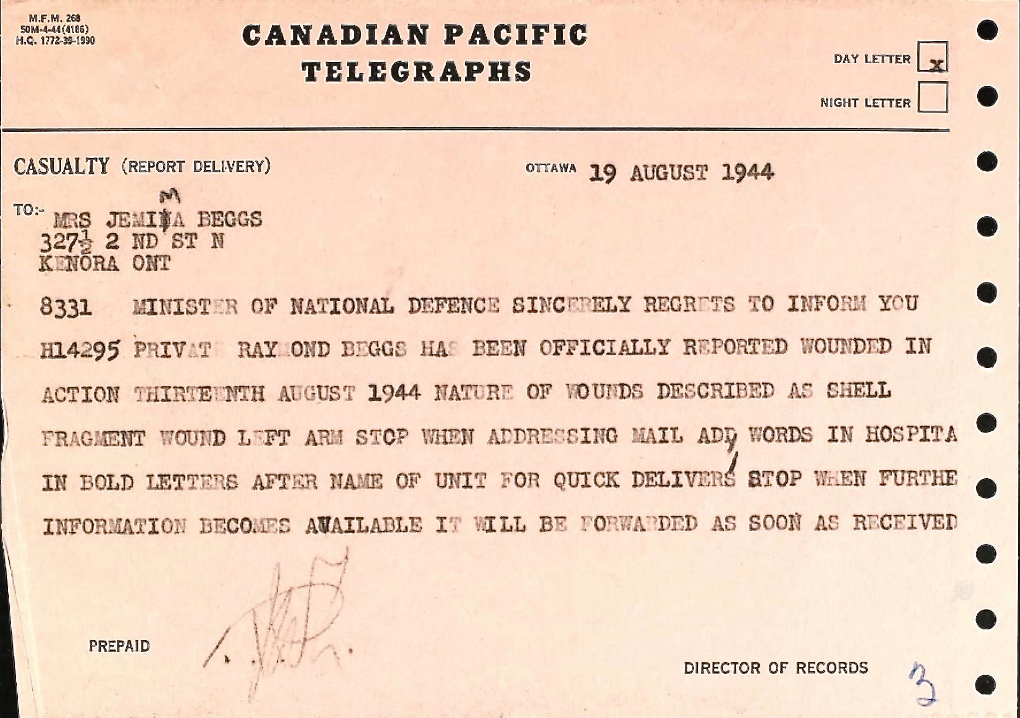 M.F.M. 268
50M-4-44(4186)
H.Q. 1772-39-1990
CANADIAN PACIFIC
TELEGRAPHS
DAY LETTER x
NIGHT LETTER
CASUALTY (REPORT DELIVERY)
OTTAWA 19 AUGUST 1944
TO:- MRS JEMIMA BEGGS
327½ 2 ND ST N
KENORA ONT
8331 MINISTER OF NATIONAL DEFENCE SINCERELY REGRETS TO INFORM YOU
H14295 PRIVAT RAYMOND BEGGS HAS BEEN OFFICIALLY REPORTED WOUNDED IN
ACTION THIRTEENTH AUGUST 1944 NATURE OF WOUNDS DESCRIBED AS SHELL
FRAGMENT WOUND LEFT ARM STOP WHEN ADDRESSING MAIL ADD WORDS IN HOSPITA
IN BOLD LETTERS AFTER NAME OF UNIT FOR QUICK DELIVERY STOP WHEN FURTHE
INFORMATION BECOMES AVAILABLE IT WILL BE FORWARDED AS SOON AS RECEIVED
PREPAID
DIRECTOR OF RECORDS
3